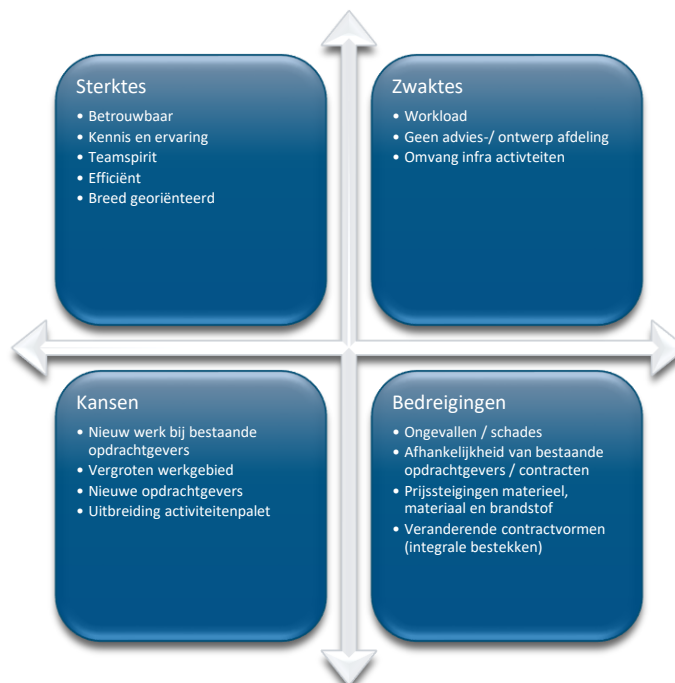 Sterktes
• Betrouwbaar
• Kennis en ervaring
• Teamspirit
• Efficiënt
• Breed georiënteerd
Zwaktes
• Workload
• Geen advies-/ ontwerp afdeling
• Omvang infra activteiten
Kansen
• Nieuw werk bij bestaande
opdrachtgevers
• Vergroten werkgebied
• Nieuwe opdrachtgevers
• Uitbreiding activiteitenpalet
Bedreigingen
• Ongevallen / schades
• Afhankelijkheid van bestaande
opdrachtgevers / contracten
• Prijssteigingen materieel,
materiaal en brandstof
• Veranderende contractvormen
(integrale bestekken)